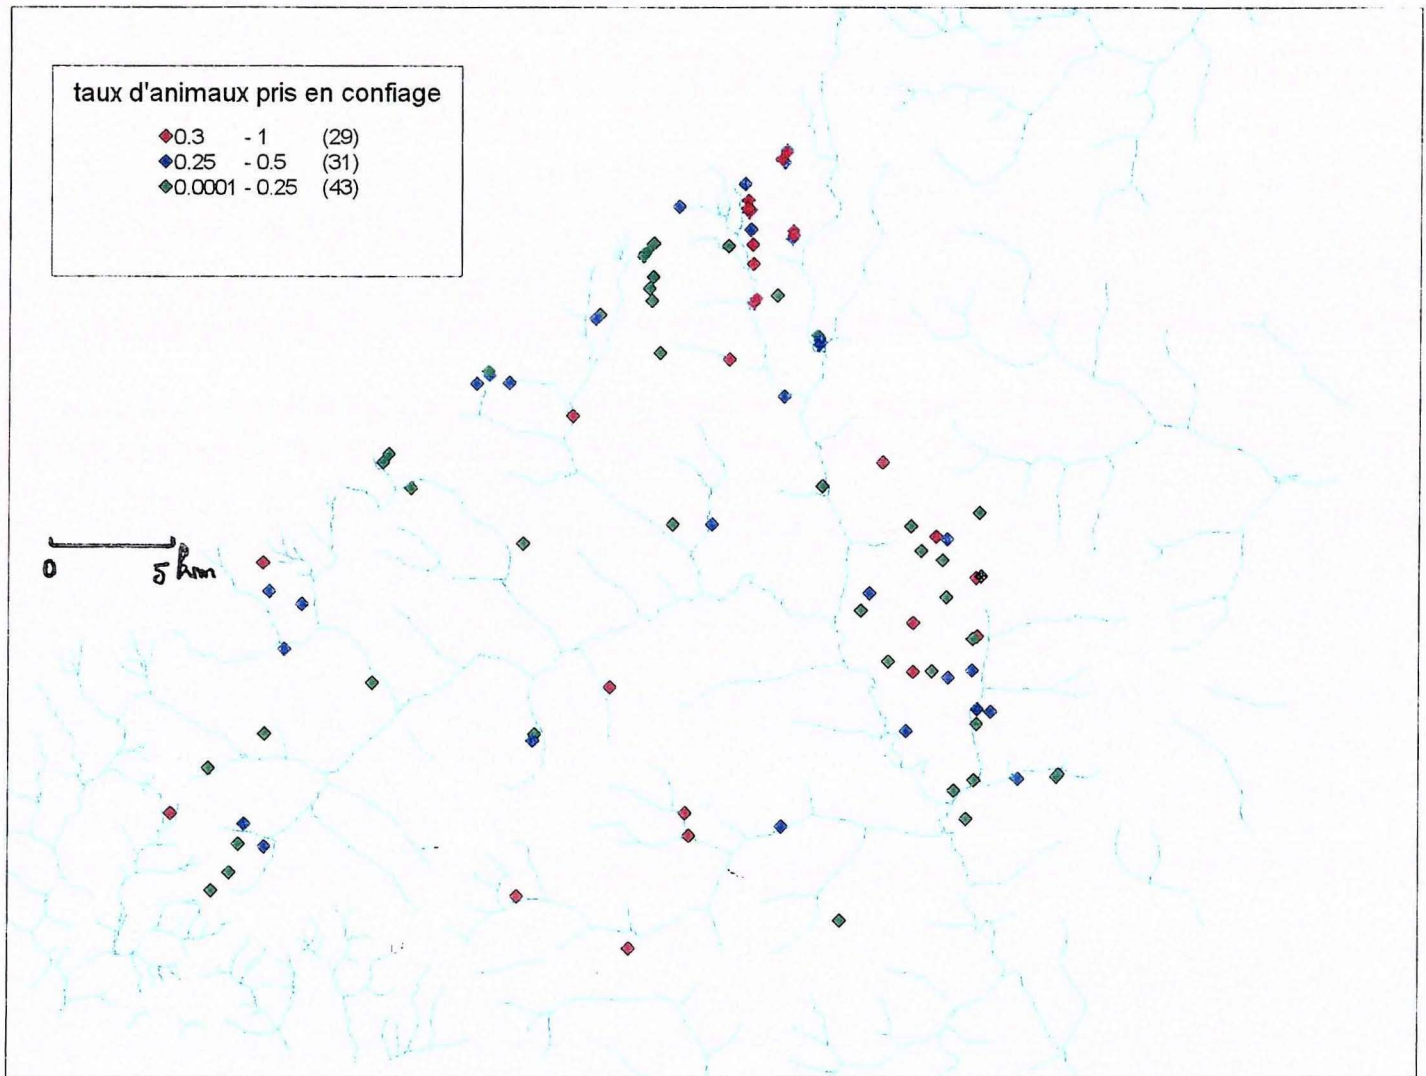 taux d'animaux pris en confiage
0.3 - 1 (29)
0.25 - 0.5 (31)
0.0001 - 0.25 (43)
0 5 km